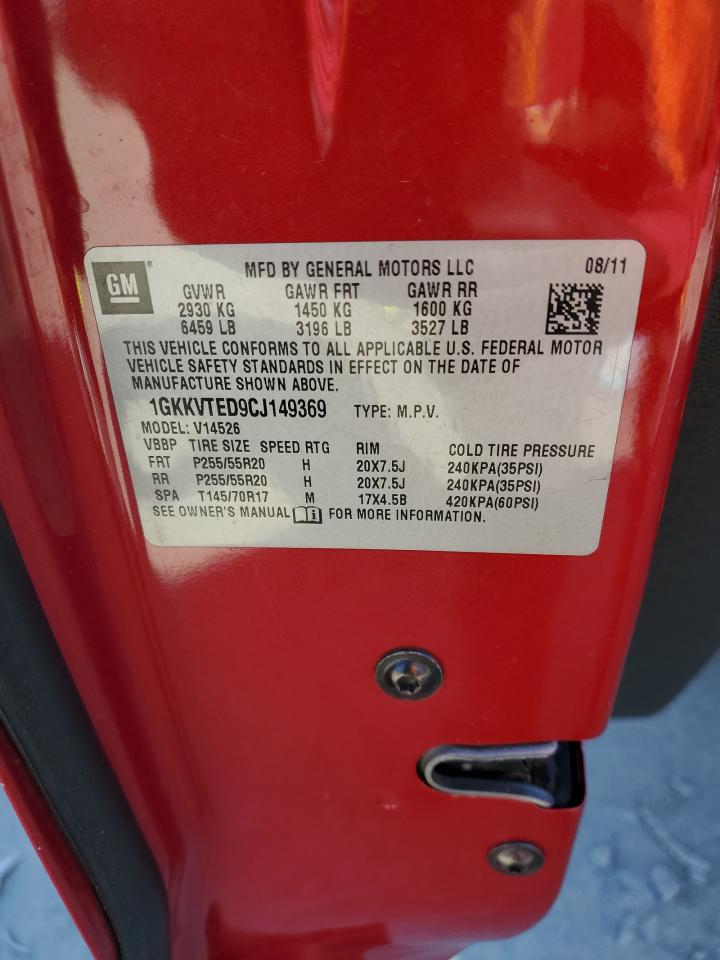 GM ® MFD BY GENERAL MOTORS LLC 08/11
GVWR GAWR FRT GAWR RR
2930 KG 1450 KG 1600 KG
6459 LB 3196 LB 3527 LB
THIS VEHICLE CONFORMS TO ALL APPLICABLE U.S. FEDERAL MOTOR
VEHICLE SAFETY STANDARDS IN EFFECT ON THE DATE OF
MANUFACTURE SHOWN ABOVE.
1GKKVTED9CJ149369 TYPE: M.P.V.
MODEL: V14526
VBBP TIRE SIZE SPEED RTG RIM COLD TIRE PRESSURE
FRT P255/55R20 H 20X7.5J 240KPA(35PSI)
RR P255/55R20 H 20X7.5J 240KPA(35PSI)
SPA T145/70R17 M 17X4.5B 420KPA(60PSI)
SEE OWNER'S MANUAL i FOR MORE INFORMATION.